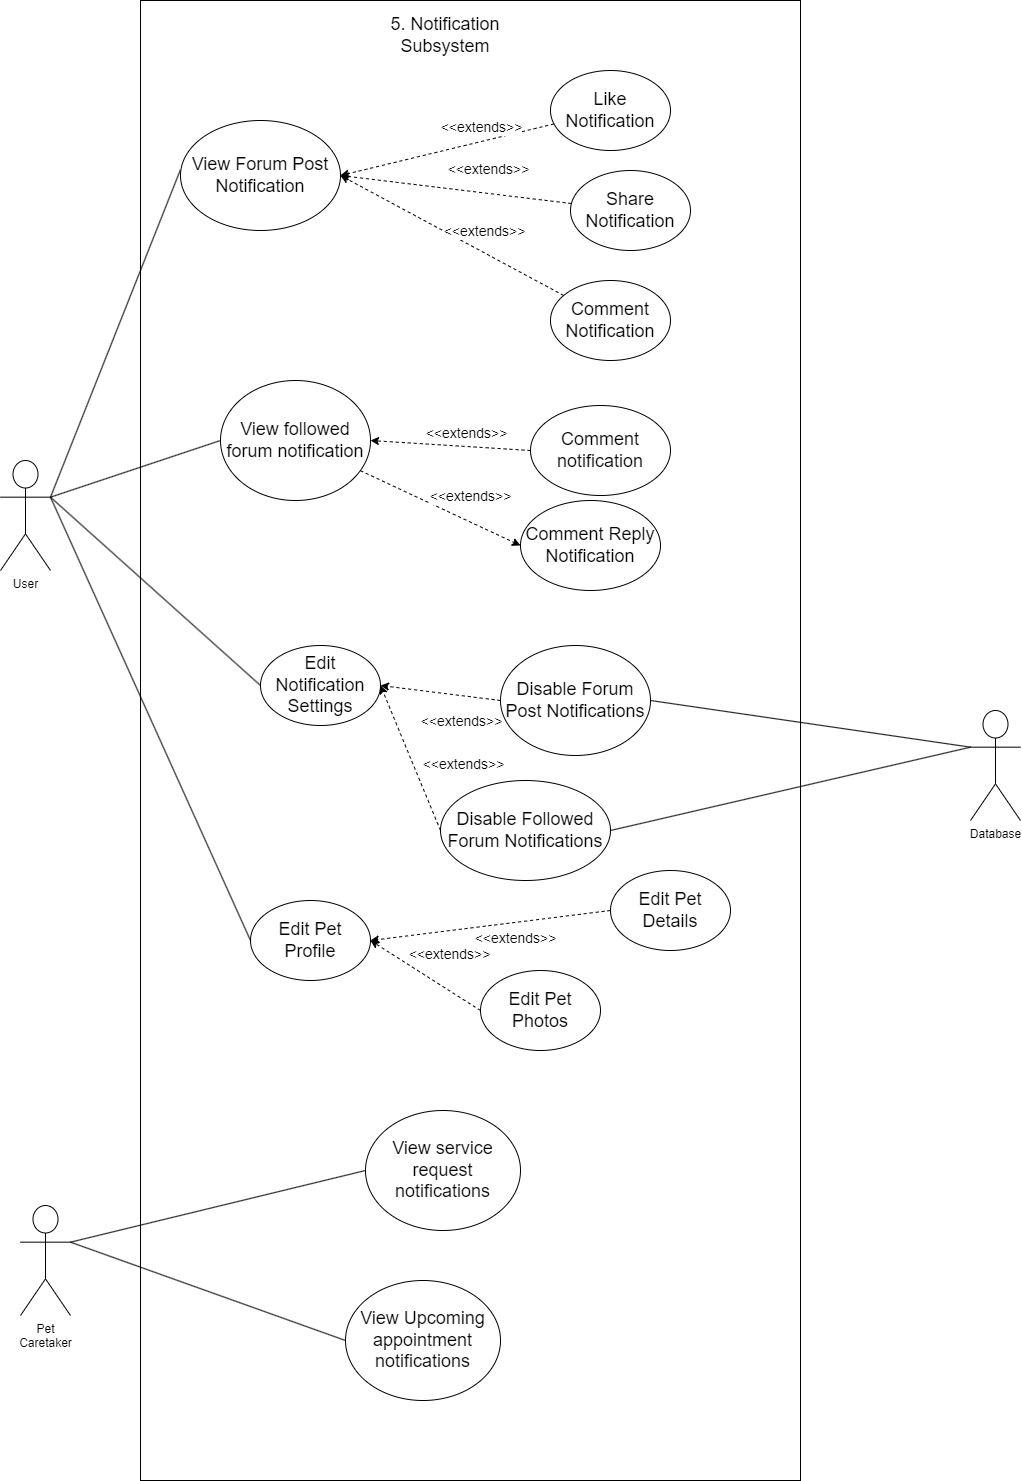 5. Notification
Subsystem
Like
Notification
<<extends>>
View Forum Post
Notification
<<extends>>
Share
Notification
<<extends>>
Comment
Notification
View followed
forum notification
<<extends>>
Comment
notification
<<extends>>
Comment Reply
Notification
User
Edit
Notification
Settings
Disable Forum
Post Notifications
<<extends>>
<<extends>>
Disable Followed
Forum Notifications
Database
Edit Pet
Profile
Edit Pet
Details
<<extends>>
<<extends>>
Edit Pet
Photos
View service
request
notifications
Pet
Caretaker
View Upcoming
appointment
notifications